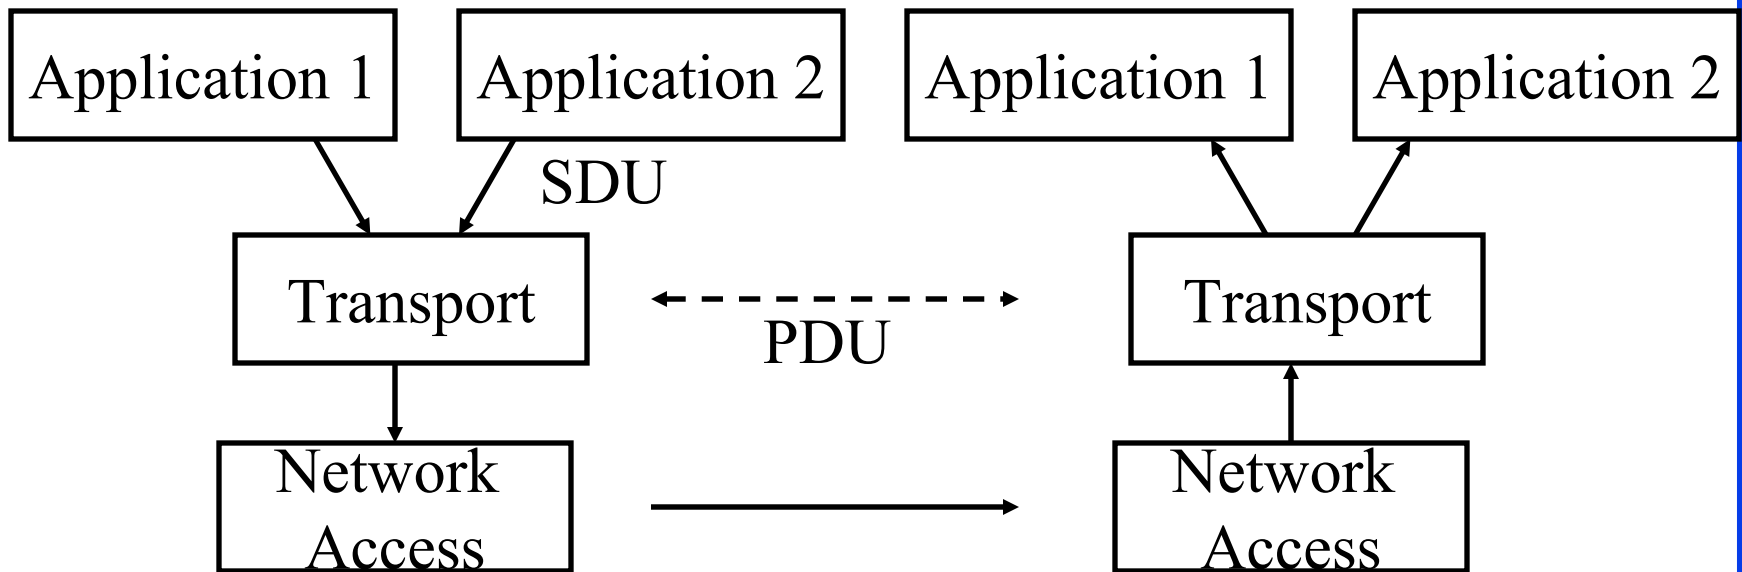 Application 1
Application 2
Application 1
Application 2
SDU
Transport
Transport
PDU
Network
Access
Network
Access